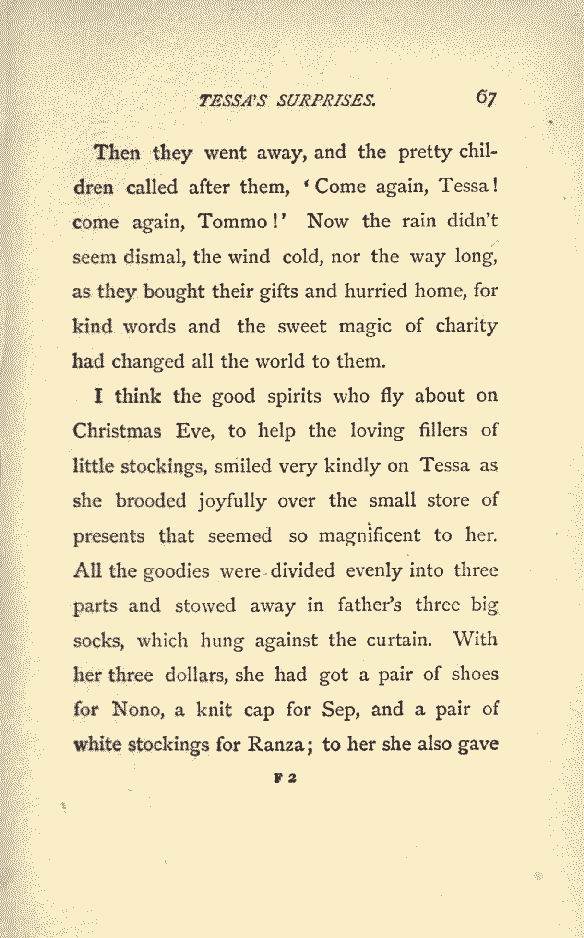 TESSA'S SURPRISES. 67
Then they went away, and the pretty chil-
dren called after them, ‘Come again, Tessa!
come again, Tommo!’ Now the rain didn't
seem dismal, the wind cold, nor the way long,
as they bought their gifts and hurried home, for
kind words and the sweet magic of charity
had changed all the world to them.
I think the good spirits who fly about on
Christmas Eve, to help the loving fillers of
little stockings, smiled very kindly on Tessa as
she brooded joyfully over the small store of
presents that seemed so magnificent to her.
All the goodies were divided evenly into three
parts and stowed away in father's three big
socks, which hung against the curtain. With
her three dollars, she had got a pair of shoes
for Nono, a knit cap for Sep, and a pair of
white stockings for Ranza; to her she also gave
F 2